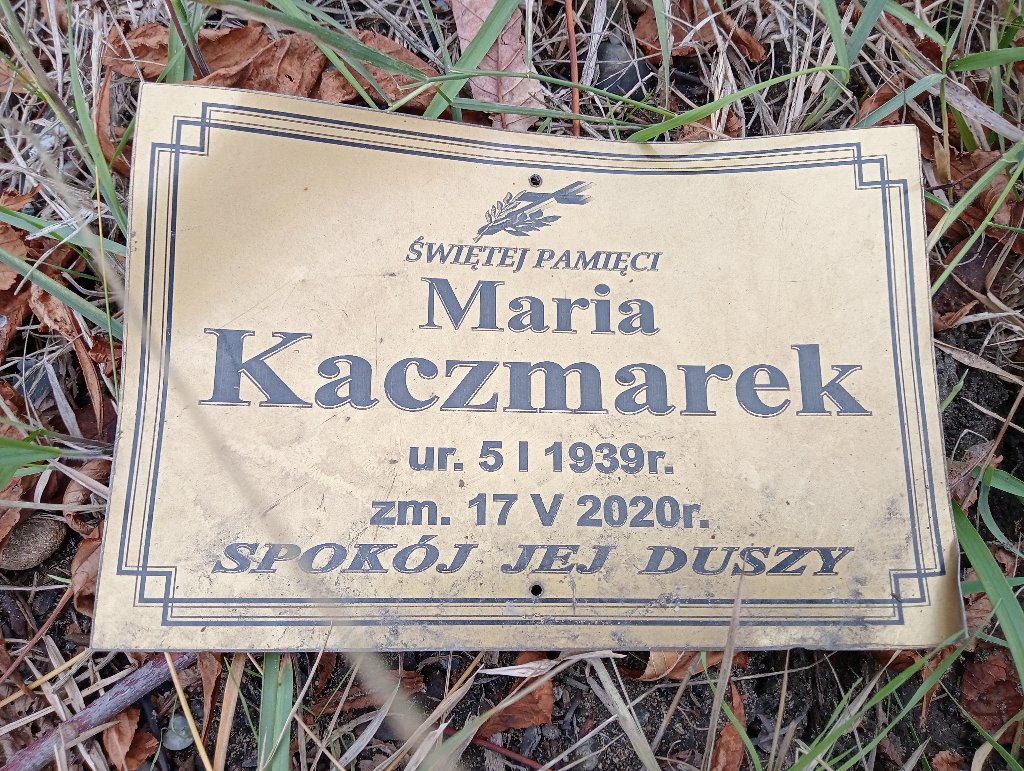 ŚWIĘTEJ PAMIĘCI
Maria
Kaczmarek
ur. 5 I 1939r.
zm. 17 V 2020r.
SPOKÓJ JEJ DUSZY